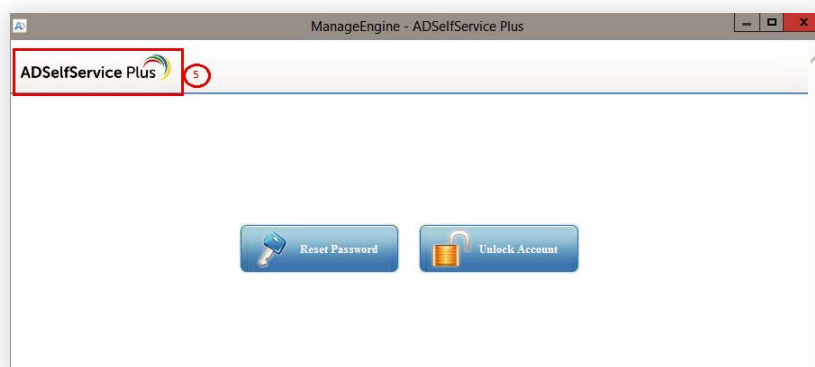 ManageEngine - ADSelfService Plus
ADSelfService Plus
5
Reset Password
Unlock Account